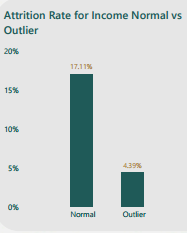 Attrition Rate for Income Normal vs
Outlier
20%
17.11%
15%
10%
4.39%
5%
0%
Normal Outlier